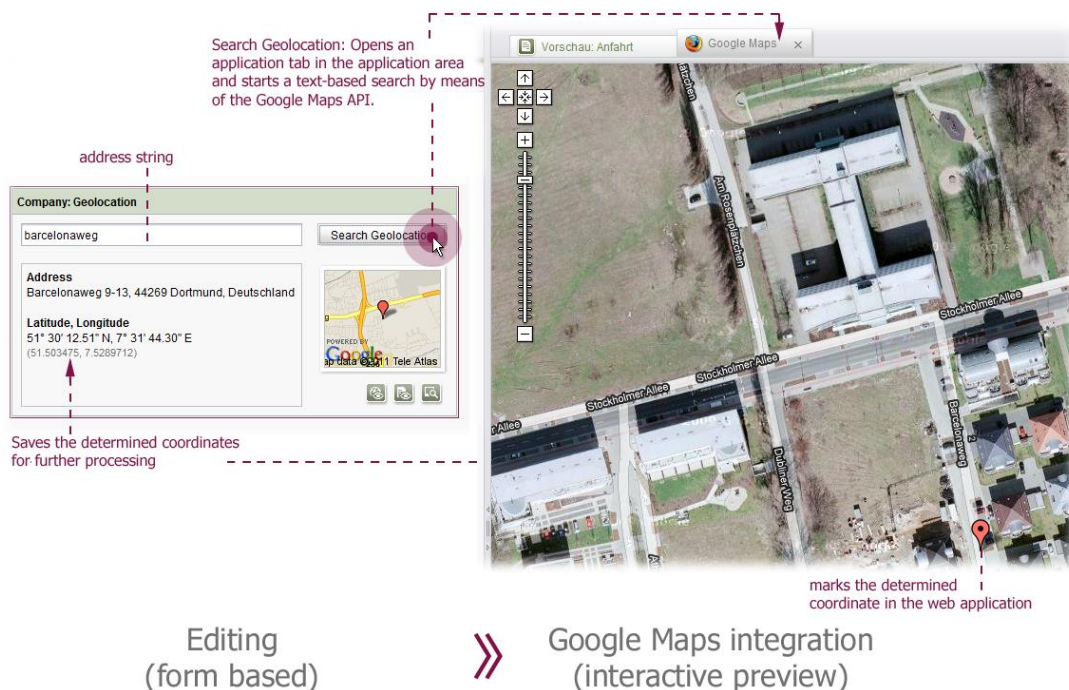 Search Geolocation: Opens an
application tab in the application area
and starts a text-based search by means
of the Google Maps API.
address string
Company: Geolocation
barcelonaweg
Search Geolocation
Address
Barcelonaweg 9-13, 44269 Dortmund, Deutschland
Latitude, Longitude
51° 30' 12.51" N, 7° 31' 44.30" E
(51.503475, 7.5289712)
POWERED BY
Google
ap data ©2011 Tele Atlas
Saves the determined coordinates
for further processing
Vorschau: Anfahrt
Google Maps
Am Rosenplätzchen
Stockholmer Allee
Stockholmer Allee
Stockholmer Allee
r Allee
Barcelonaweg
2
Dubliner Weg
marks the determined
coordinate in the web application
Editing
(form based)
Google Maps integration
(interactive preview)